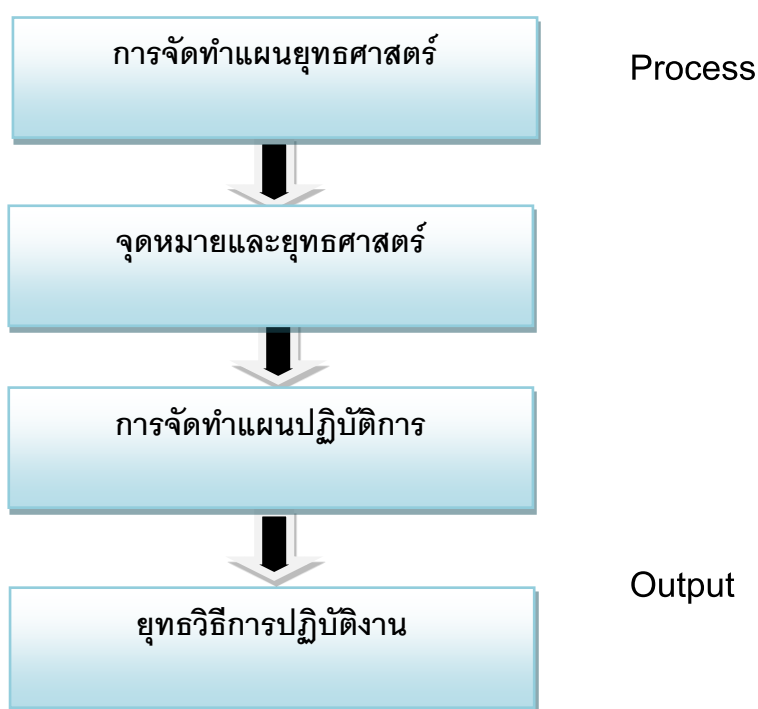 การจัดทำแผนยุทธศาสตร์
Process
จุดหมายและยุทธศาสตร์
การจัดทำแผนปฏิบัติการ
Output
ยุทธวิธีการปฏิบัติงาน